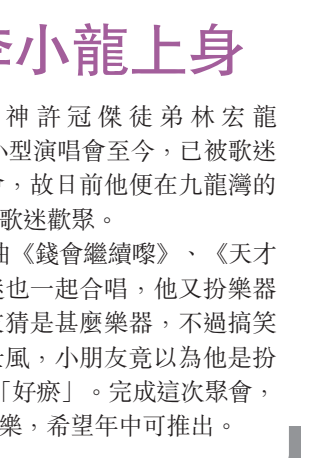 李小龍上身
神許冠傑徒弟林宏龍
小型演唱會至今，已被歌迷
，故日前他便在九龍灣的
歌迷歡聚。
曲《錢會繼續嚟》、《天才
迷也一起合唱，他又扮樂器
友猜是甚麼樂器，不過搞笑
風，小朋友竟以為他是扮
「好瘀」。完成這次聚會，
樂，希望年中可推出。